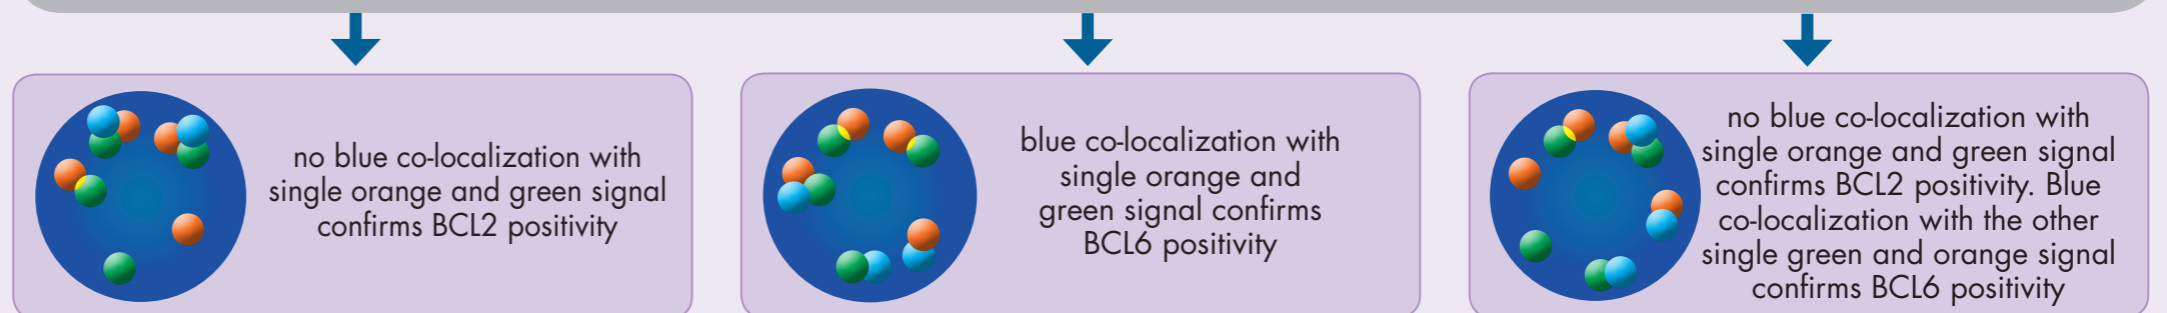 no blue co-localization with
single orange and green signal
confirms BCL2 positivity
blue co-localization with
single orange and
green signal confirms
BCL6 positivity
no blue co-localization with
single orange and green signal
confirms BCL2 positivity. Blue
co-localization with the other
single green and orange signal
confirms BCL6 positivity